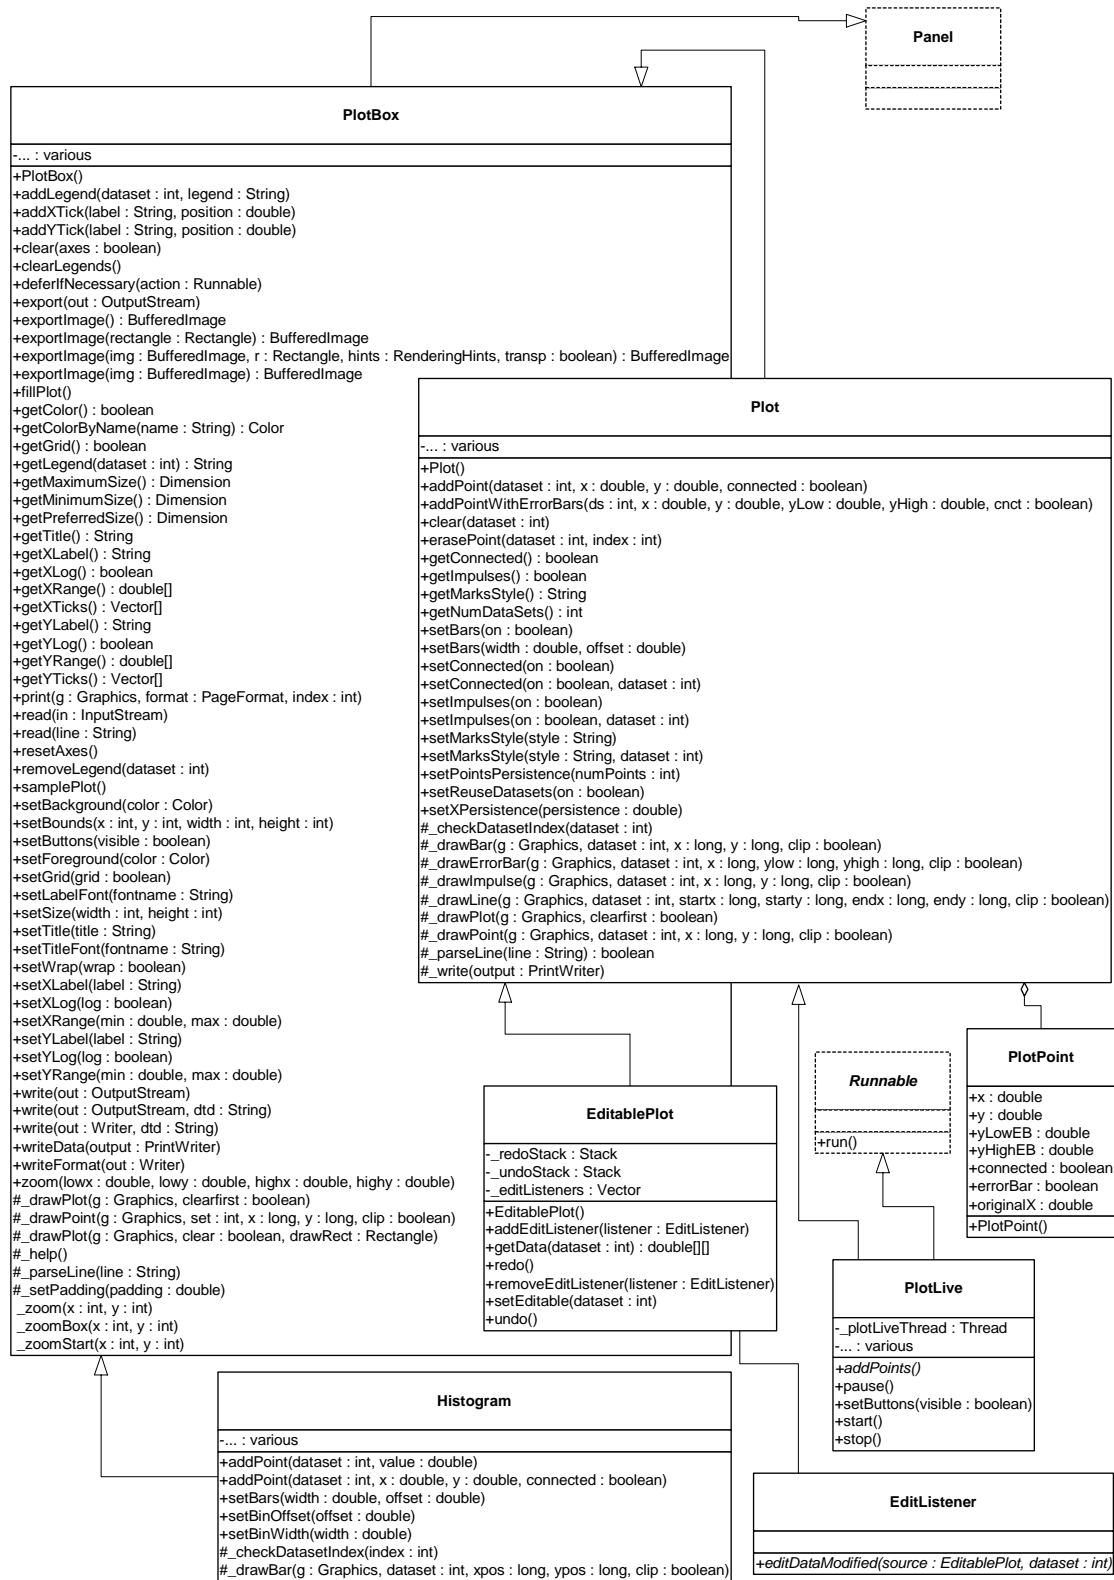 Panel
PlotBox
-... : various
+PlotBox()
+addLegend(dataset : int, legend : String)
+addXTick(label : String, position : double)
+addYTick(label : String, position : double)
+clear(axes : boolean)
+clearLegends()
+deferIfNecessary(action : Runnable)
+export(out : OutputStream)
+exportImage() : BufferedImage
+exportImage(rectangle : Rectangle) : BufferedImage
+exportImage(img : BufferedImage, r : Rectangle, hints : RenderingHints, transp : boolean) : BufferedImage
+exportImage(img : BufferedImage) : BufferedImage
+fillPlot()
+getColor() : boolean
+getColorByName(name : String) : Color
+getGrid() : boolean
+getLegend(dataset : int) : String
+getMaximumSize() : Dimension
+getMinimumSize() : Dimension
+getPreferredSize() : Dimension
+getTitle() : String
+getXLabel() : String
+getXLog() : boolean
+getXRange() : double[]
+getXTicks() : Vector[]
+getYLabel() : String
+getYLog() : boolean
+getYRange() : double[]
+getYTicks() : Vector[]
+print(g : Graphics, format : PageFormat, index : int)
+read(in : InputStream)
+read(line : String)
+resetAxes()
+removeLegend(dataset : int)
+samplePlot()
+setBackground(color : Color)
+setBounds(x : int, y : int, width : int, height : int)
+setButtons(visible : boolean)
+setForeground(color : Color)
+setGrid(grid : boolean)
+setLabelFont(fontname : String)
+setSize(width : int, height : int)
+setTitle(title : String)
+setTitleFont(fontname : String)
+setWrap(wrap : boolean)
+setXLabel(label : String)
+setXLog(log : boolean)
+setXRange(min : double, max : double)
+setYLabel(label : String)
+setYLog(log : boolean)
+setYRange(min : double, max : double)
+write(out : OutputStream)
+write(out : OutputStream, dtd : String)
+write(out : Writer, dtd : String)
+writeData(output : PrintWriter)
+writeFormat(out : Writer)
+zoom(lowx : double, lowy : double, highx : double, highy : double)
#_drawPlot(g : Graphics, clearfirst : boolean)
#_drawPoint(g : Graphics, set : int, x : long, y : long, clip : boolean)
#_drawPlot(g : Graphics, clear : boolean, drawRect : Rectangle)
#_help()
#_parseLine(line : String)
#_setPadding(padding : double)
_zoom(x : int, y : int)
_zoomBox(x : int, y : int)
_zoomStart(x : int, y : int)
Plot
-... : various
+Plot()
+addPoint(dataset : int, x : double, y : double, connected : boolean)
+addPointWithErrorBars(ds : int, x : double, y : double, yLow : double, yHigh : double, cnct : boolean)
+clear(dataset : int)
+erasePoint(dataset : int, index : int)
+getConnected() : boolean
+getImpulses() : boolean
+getMarksStyle() : String
+getNumDataSets() : int
+setBars(on : boolean)
+setBars(width : double, offset : double)
+setConnected(on : boolean)
+setConnected(on : boolean, dataset : int)
+setImpulses(on : boolean)
+setImpulses(on : boolean, dataset : int)
+setMarksStyle(style : String)
+setMarksStyle(style : String, dataset : int)
+setPointsPersistence(numPoints : int)
+setReuseDatasets(on : boolean)
+setXPersistence(persistence : double)
#_checkDatasetIndex(dataset : int)
#_drawBar(g : Graphics, dataset : int, x : long, y : long, clip : boolean)
#_drawErrorBar(g : Graphics, dataset : int, x : long, ylow : long, yhigh : long, clip : boolean)
#_drawImpulse(g : Graphics, dataset : int, x : long, y : long, clip : boolean)
#_drawLine(g : Graphics, dataset : int, startx : long, starty : long, endx : long, endy : long, clip : boolean)
#_drawPlot(g : Graphics, clearfirst : boolean)
#_drawPoint(g : Graphics, dataset : int, x : long, y : long, clip : boolean)
#_parseLine(line : String) : boolean
#_write(output : PrintWriter)
EditablePlot
-_redoStack : Stack
-_undoStack : Stack
-_editListeners : Vector
+EditablePlot()
+addEditListener(listener : EditListener)
+getData(dataset : int) : double[][]
+redo()
+removeEditListener(listener : EditListener)
+setEditable(dataset : int)
+undo()
Runnable
+run()
PlotPoint
+x : double
+y : double
+yLowEB : double
+yHighEB : double
+connected : boolean
+errorBar : boolean
+originalX : double
+PlotPoint()
PlotLive
-_plotLiveThread : Thread
-... : various
+addPoints()
+pause()
+setButtons(visible : boolean)
+start()
+stop()
Histogram
-... : various
+addPoint(dataset : int, value : double)
+addPoint(dataset : int, x : double, y : double, connected : boolean)
+setBars(width : double, offset : double)
+setBinOffset(offset : double)
+setBinWidth(width : double)
#_checkDatasetIndex(index : int)
#_drawBar(g : Graphics, dataset : int, xpos : long, ypos : long, clip : boolean)
EditListener
+editDataModified(source : EditablePlot, dataset : int)